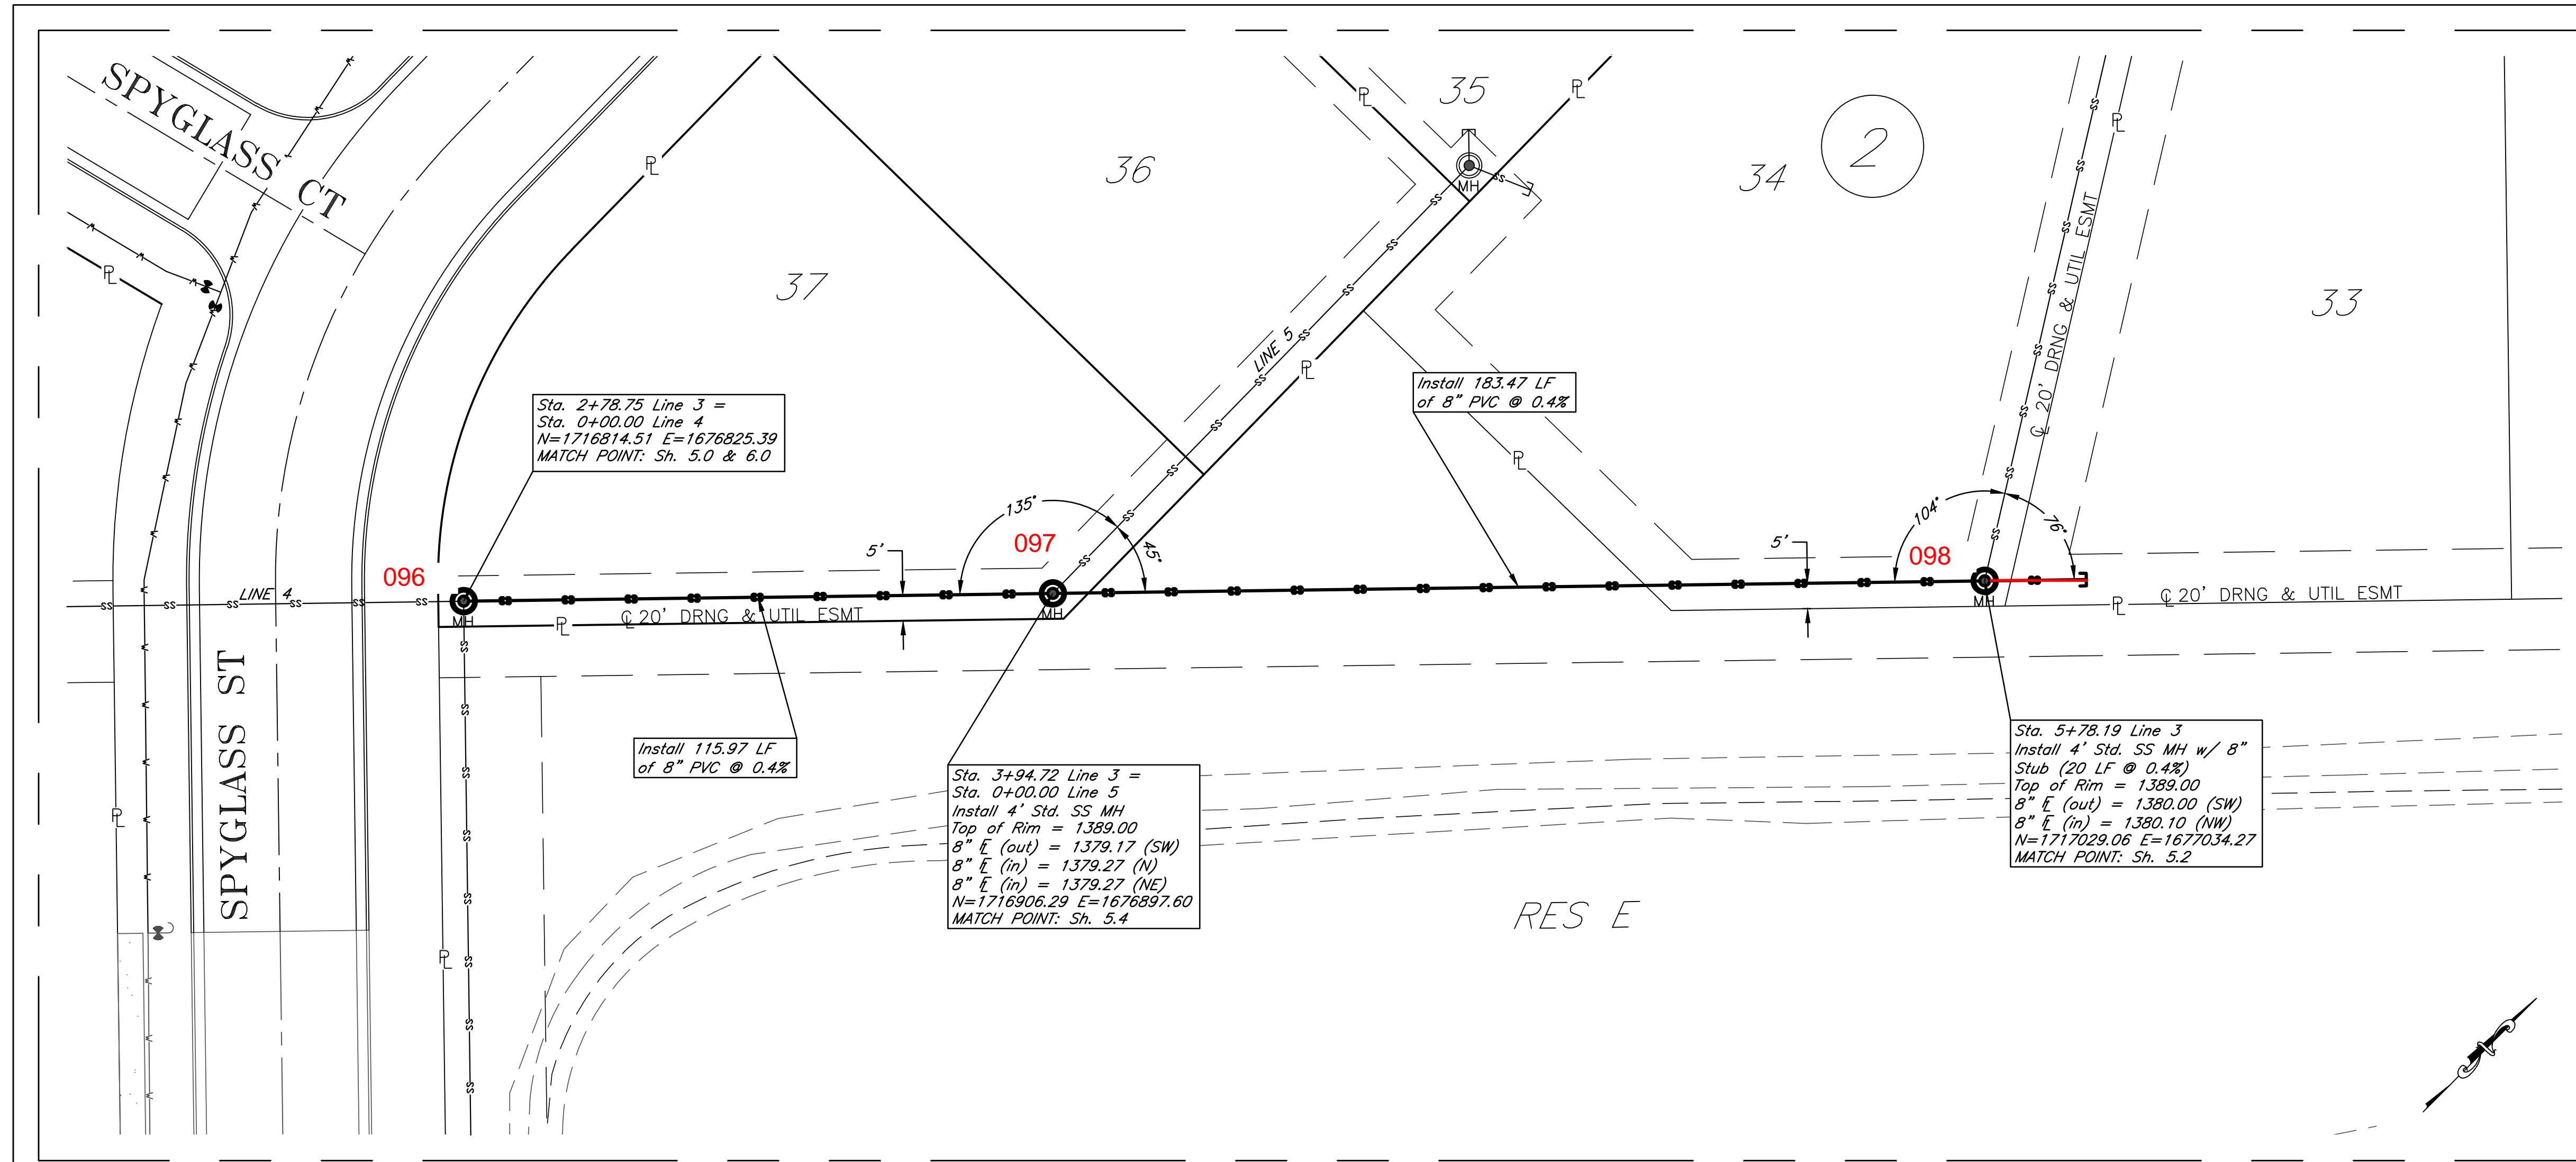 SPYGLASS CT
35
36
34
2
37
33
LINE 5
℄ 20' DRNG & UTIL ESMT
Install 183.47 LF
of 8" PVC @ 0.4%
Sta. 2+78.75 Line 3 =
Sta. 0+00.00 Line 4
N=1716814.51 E=1676825.39
MATCH POINT: Sh. 5.0 & 6.0
135°
45°
104°
76°
5'
5'
096
097
098
LINE 4
MH
MH
MH
MH
℄ 20' DRNG & UTIL ESMT
℄ 20' DRNG & UTIL ESMT
SPYGLASS ST
Install 115.97 LF
of 8" PVC @ 0.4%
Sta. 3+94.72 Line 3 =
Sta. 0+00.00 Line 5
Install 4' Std. SS MH
Top of Rim = 1389.00
8" FL (out) = 1379.17 (SW)
8" FL (in) = 1379.27 (N)
8" FL (in) = 1379.27 (NE)
N=1716906.29 E=1676897.60
MATCH POINT: Sh. 5.4
Sta. 5+78.19 Line 3
Install 4' Std. SS MH w/ 8"
Stub (20 LF @ 0.4%)
Top of Rim = 1389.00
8" FL (out) = 1380.00 (SW)
8" FL (in) = 1380.10 (NW)
N=1717029.06 E=1677034.27
MATCH POINT: Sh. 5.2
RES E